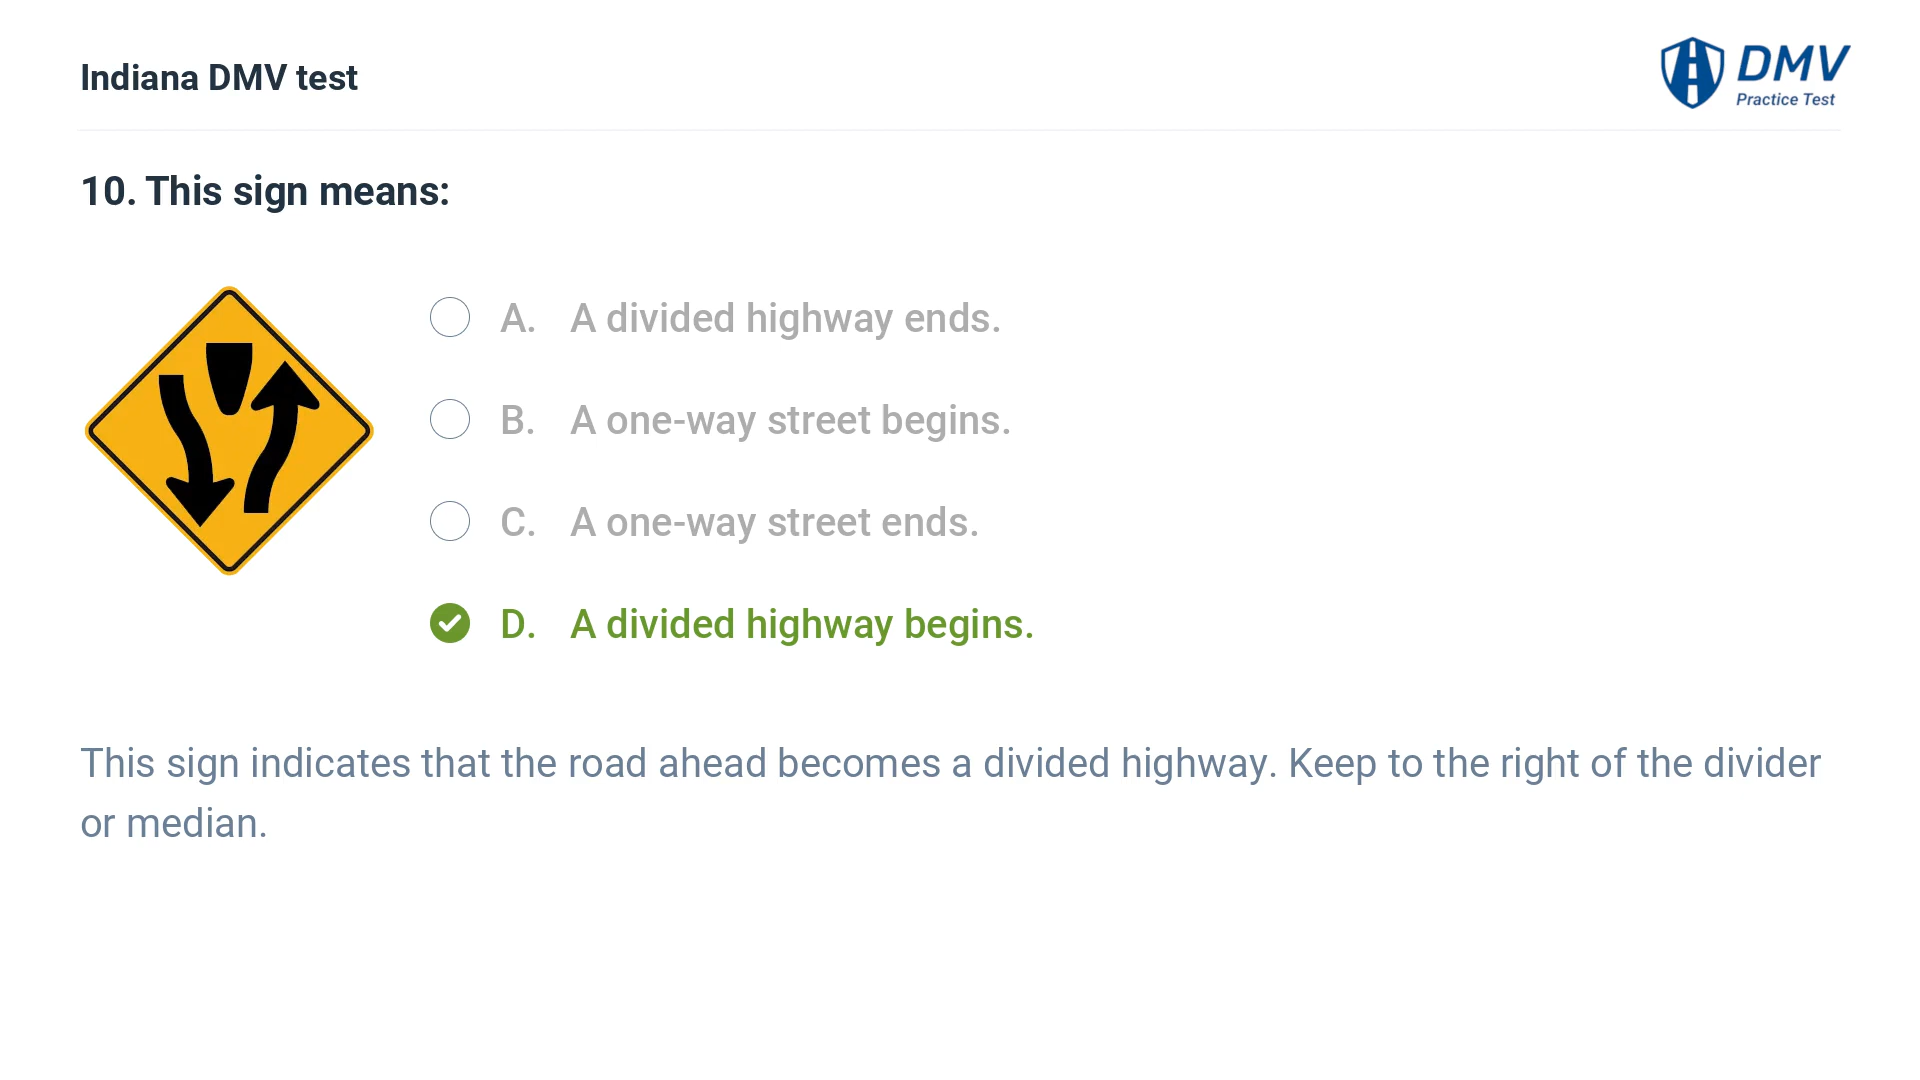 Indiana DMV test
DMV
Practice Test
10. This sign means:
A. A divided highway ends.
B. A one-way street begins.
C. A one-way street ends.
D. A divided highway begins.
This sign indicates that the road ahead becomes a divided highway. Keep to the right of the divider
or median.